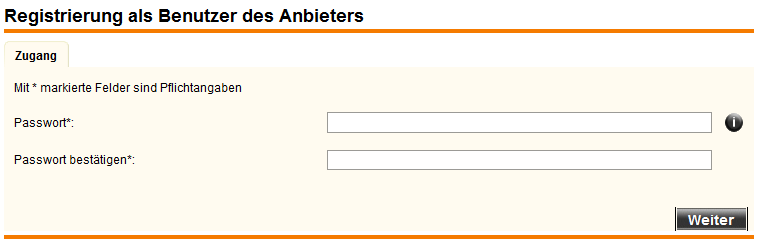 Registrierung als Benutzer des Anbieters
Zugang
Mit * markierte Felder sind Pflichtangaben
Passwort*:
i
Passwort bestätigen*:
Weiter